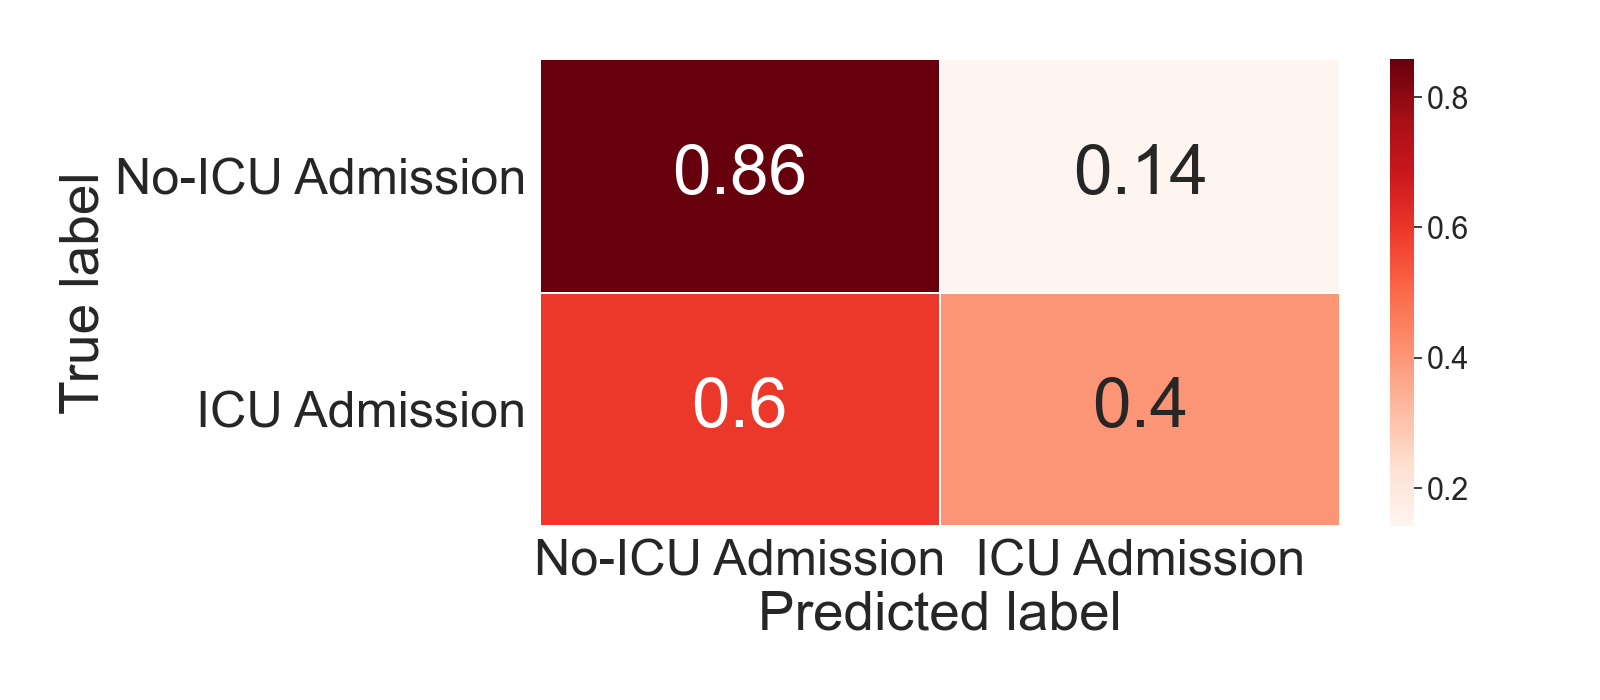 True label
No-ICU Admission
ICU Admission
0.86
0.14
0.6
0.4
No-ICU Admission
ICU Admission
Predicted label
0.8
0.6
0.4
0.2